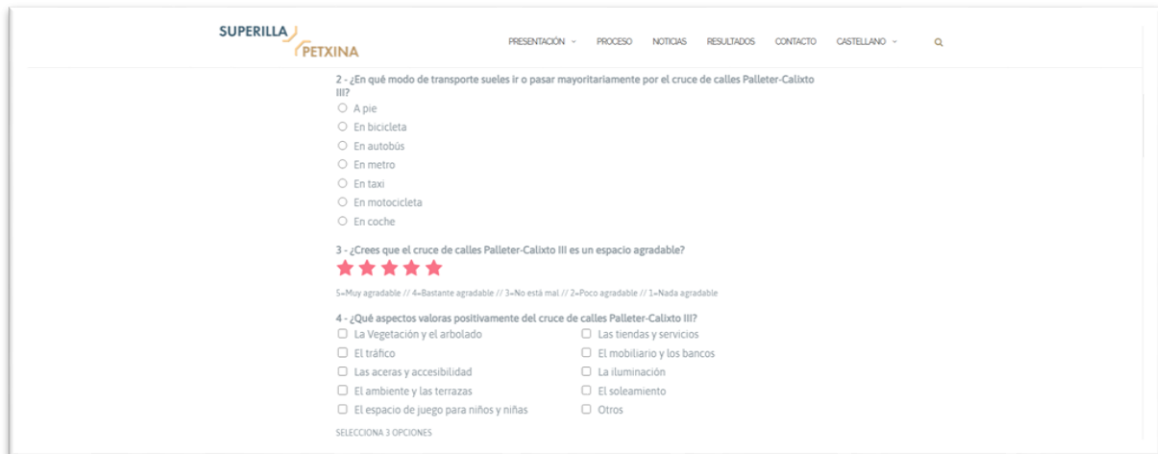 SUPERILLA
PETXINA
PRESENTACIÓN PROCESO NOTICIAS RESULTADOS CONTACTO CASTELLANO
2 - ¿En qué modo de transporte sueles ir o pasar mayoritariamente por el cruce de calles Palleter-Calixto
III?
A pie
En bicicleta
En autobús
En metro
En taxi
En motocicleta
En coche
3 - ¿Crees que el cruce de calles Palleter-Calixto III es un espacio agradable?
5=Muy agradable // 4=Bastante agradable // 3=No está mal // 2=Poco agradable // 1=Nada agradable
4 - ¿Qué aspectos valoras positivamente del cruce de calles Palleter-Calixto III?
La Vegetación y el arbolado Las tiendas y servicios
El tráfico El mobiliario y los bancos
Las aceras y accesibilidad La iluminación
El ambiente y las terrazas El soleamiento
El espacio de juego para niños y niñas Otros
SELECCIONA 3 OPCIONES